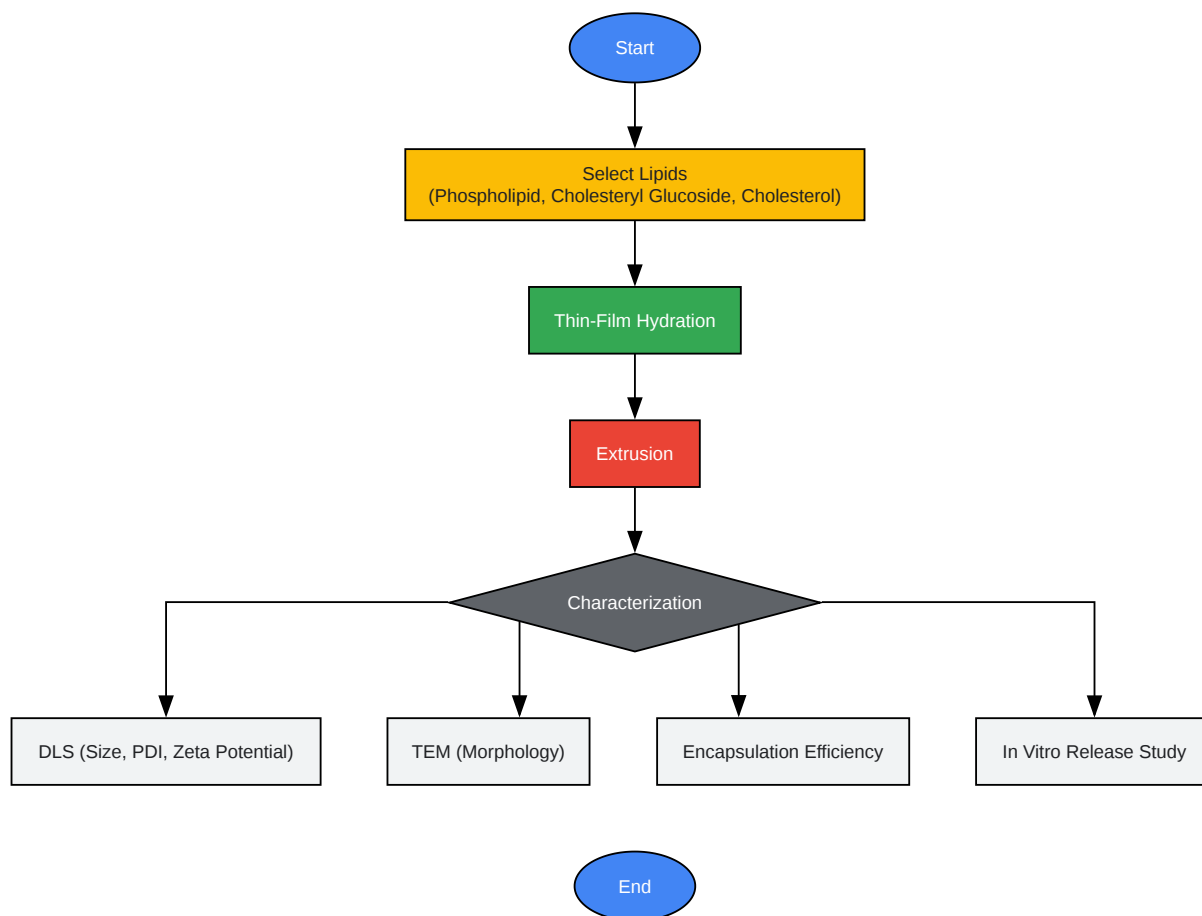 Start
Select Lipids
(Phospholipid, Cholesteryl Glucoside, Cholesterol)
Thin-Film Hydration
Extrusion
Characterization
DLS (Size, PDI, Zeta Potential)
TEM (Morphology)
Encapsulation Efficiency
In Vitro Release Study
End